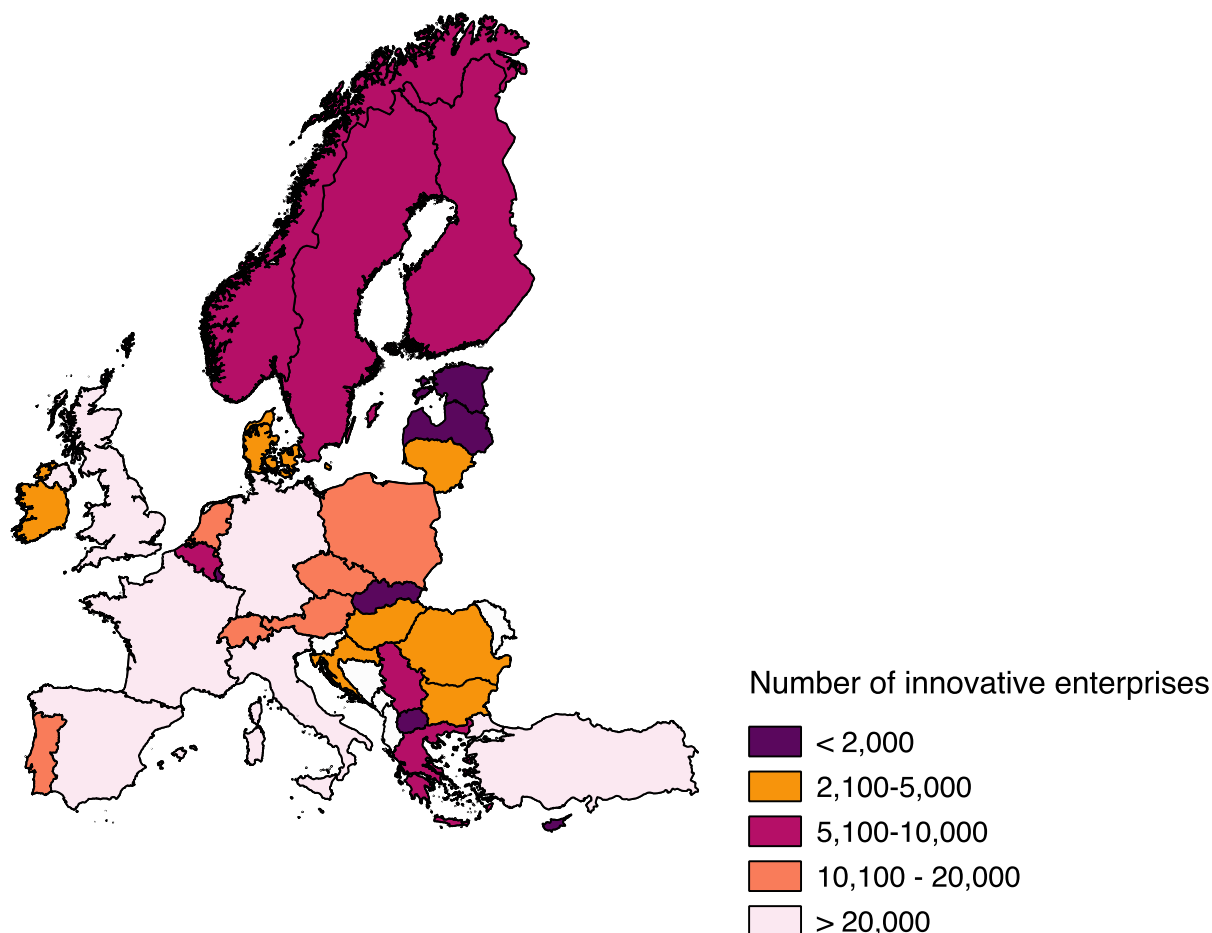 Number of innovative enterprises
< 2,000
2,100-5,000
5,100-10,000
10,100 - 20,000
> 20,000